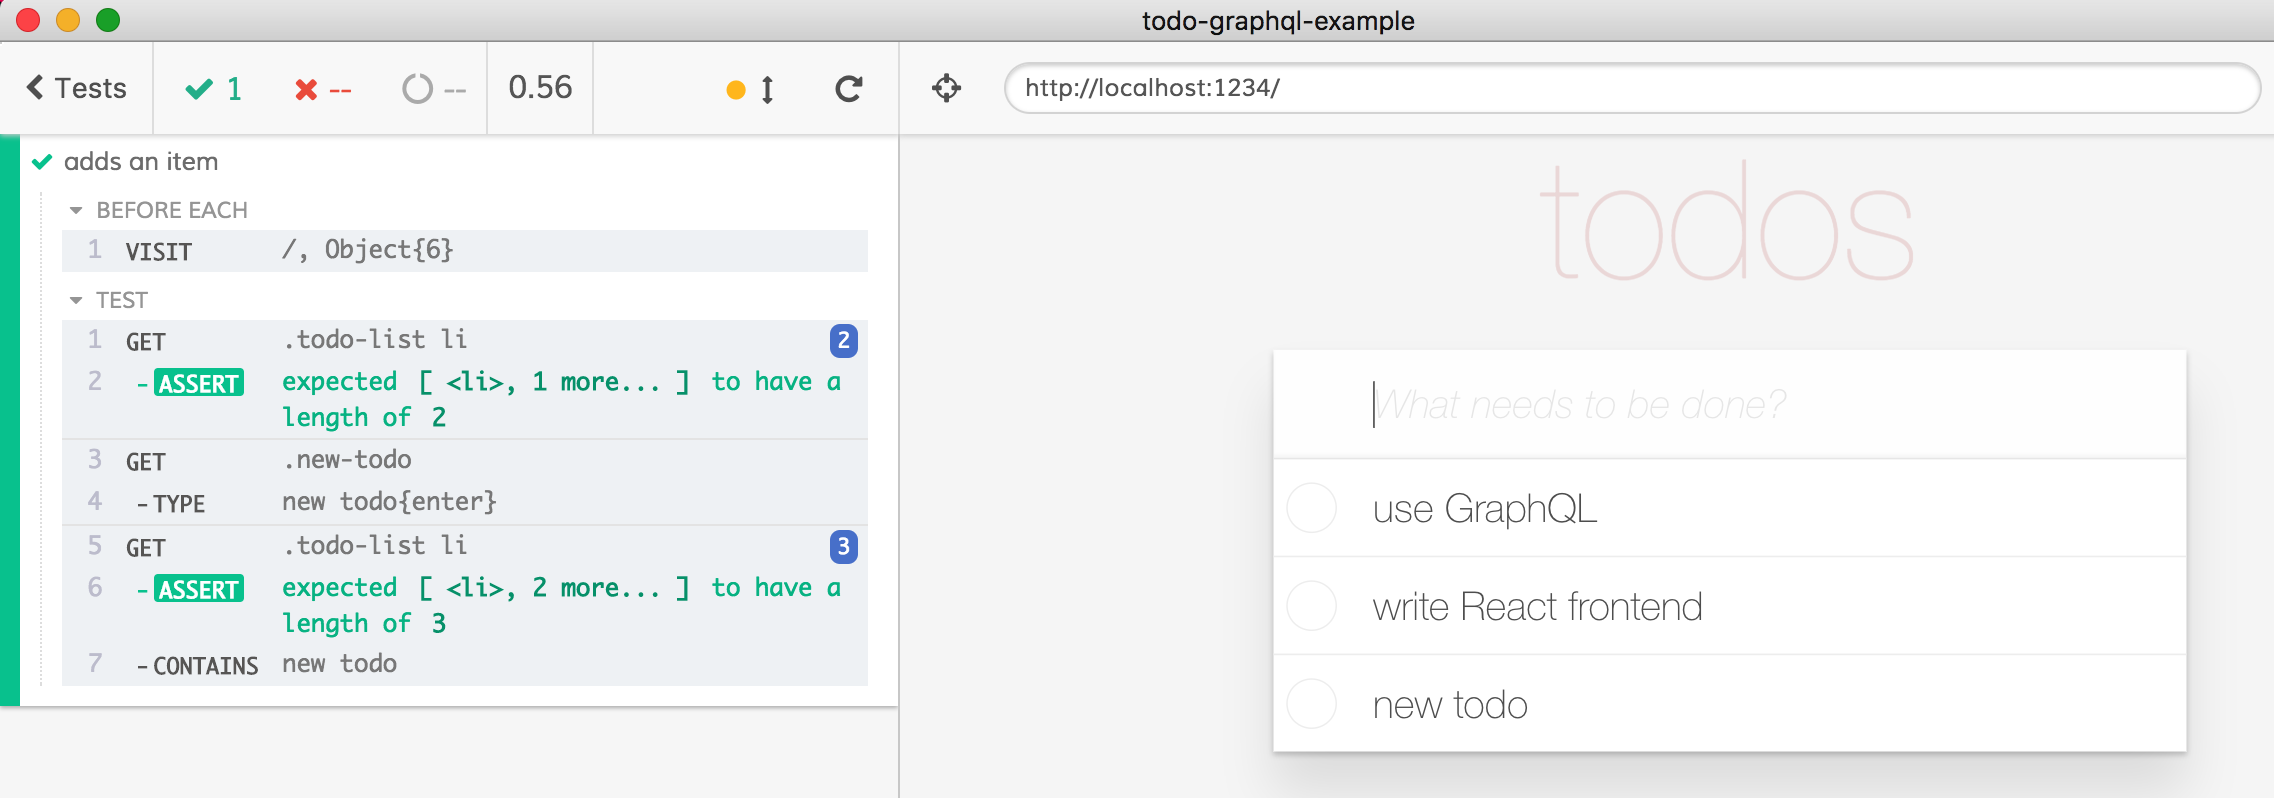 todo-graphql-example
Tests 1 -- -- 0.56
http://localhost:1234/
adds an item
BEFORE EACH
1 VISIT /, Object{6}
TEST
1 GET .todo-list li 2
2 -ASSERT expected [ <li>, 1 more... ] to have a
length of 2
3 GET .new-todo
4 -TYPE new todo{enter}
5 GET .todo-list li 3
6 -ASSERT expected [ <li>, 2 more... ] to have a
length of 3
7 -CONTAINS new todo
todos
What needs to be done?
use GraphQL
write React frontend
new todo